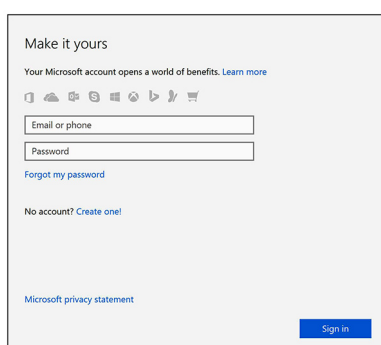 Make it yours
Your Microsoft account opens a world of benefits. Learn more
Email or phone
Password
Forgot my password
No account? Create one!
Microsoft privacy statement
Sign in